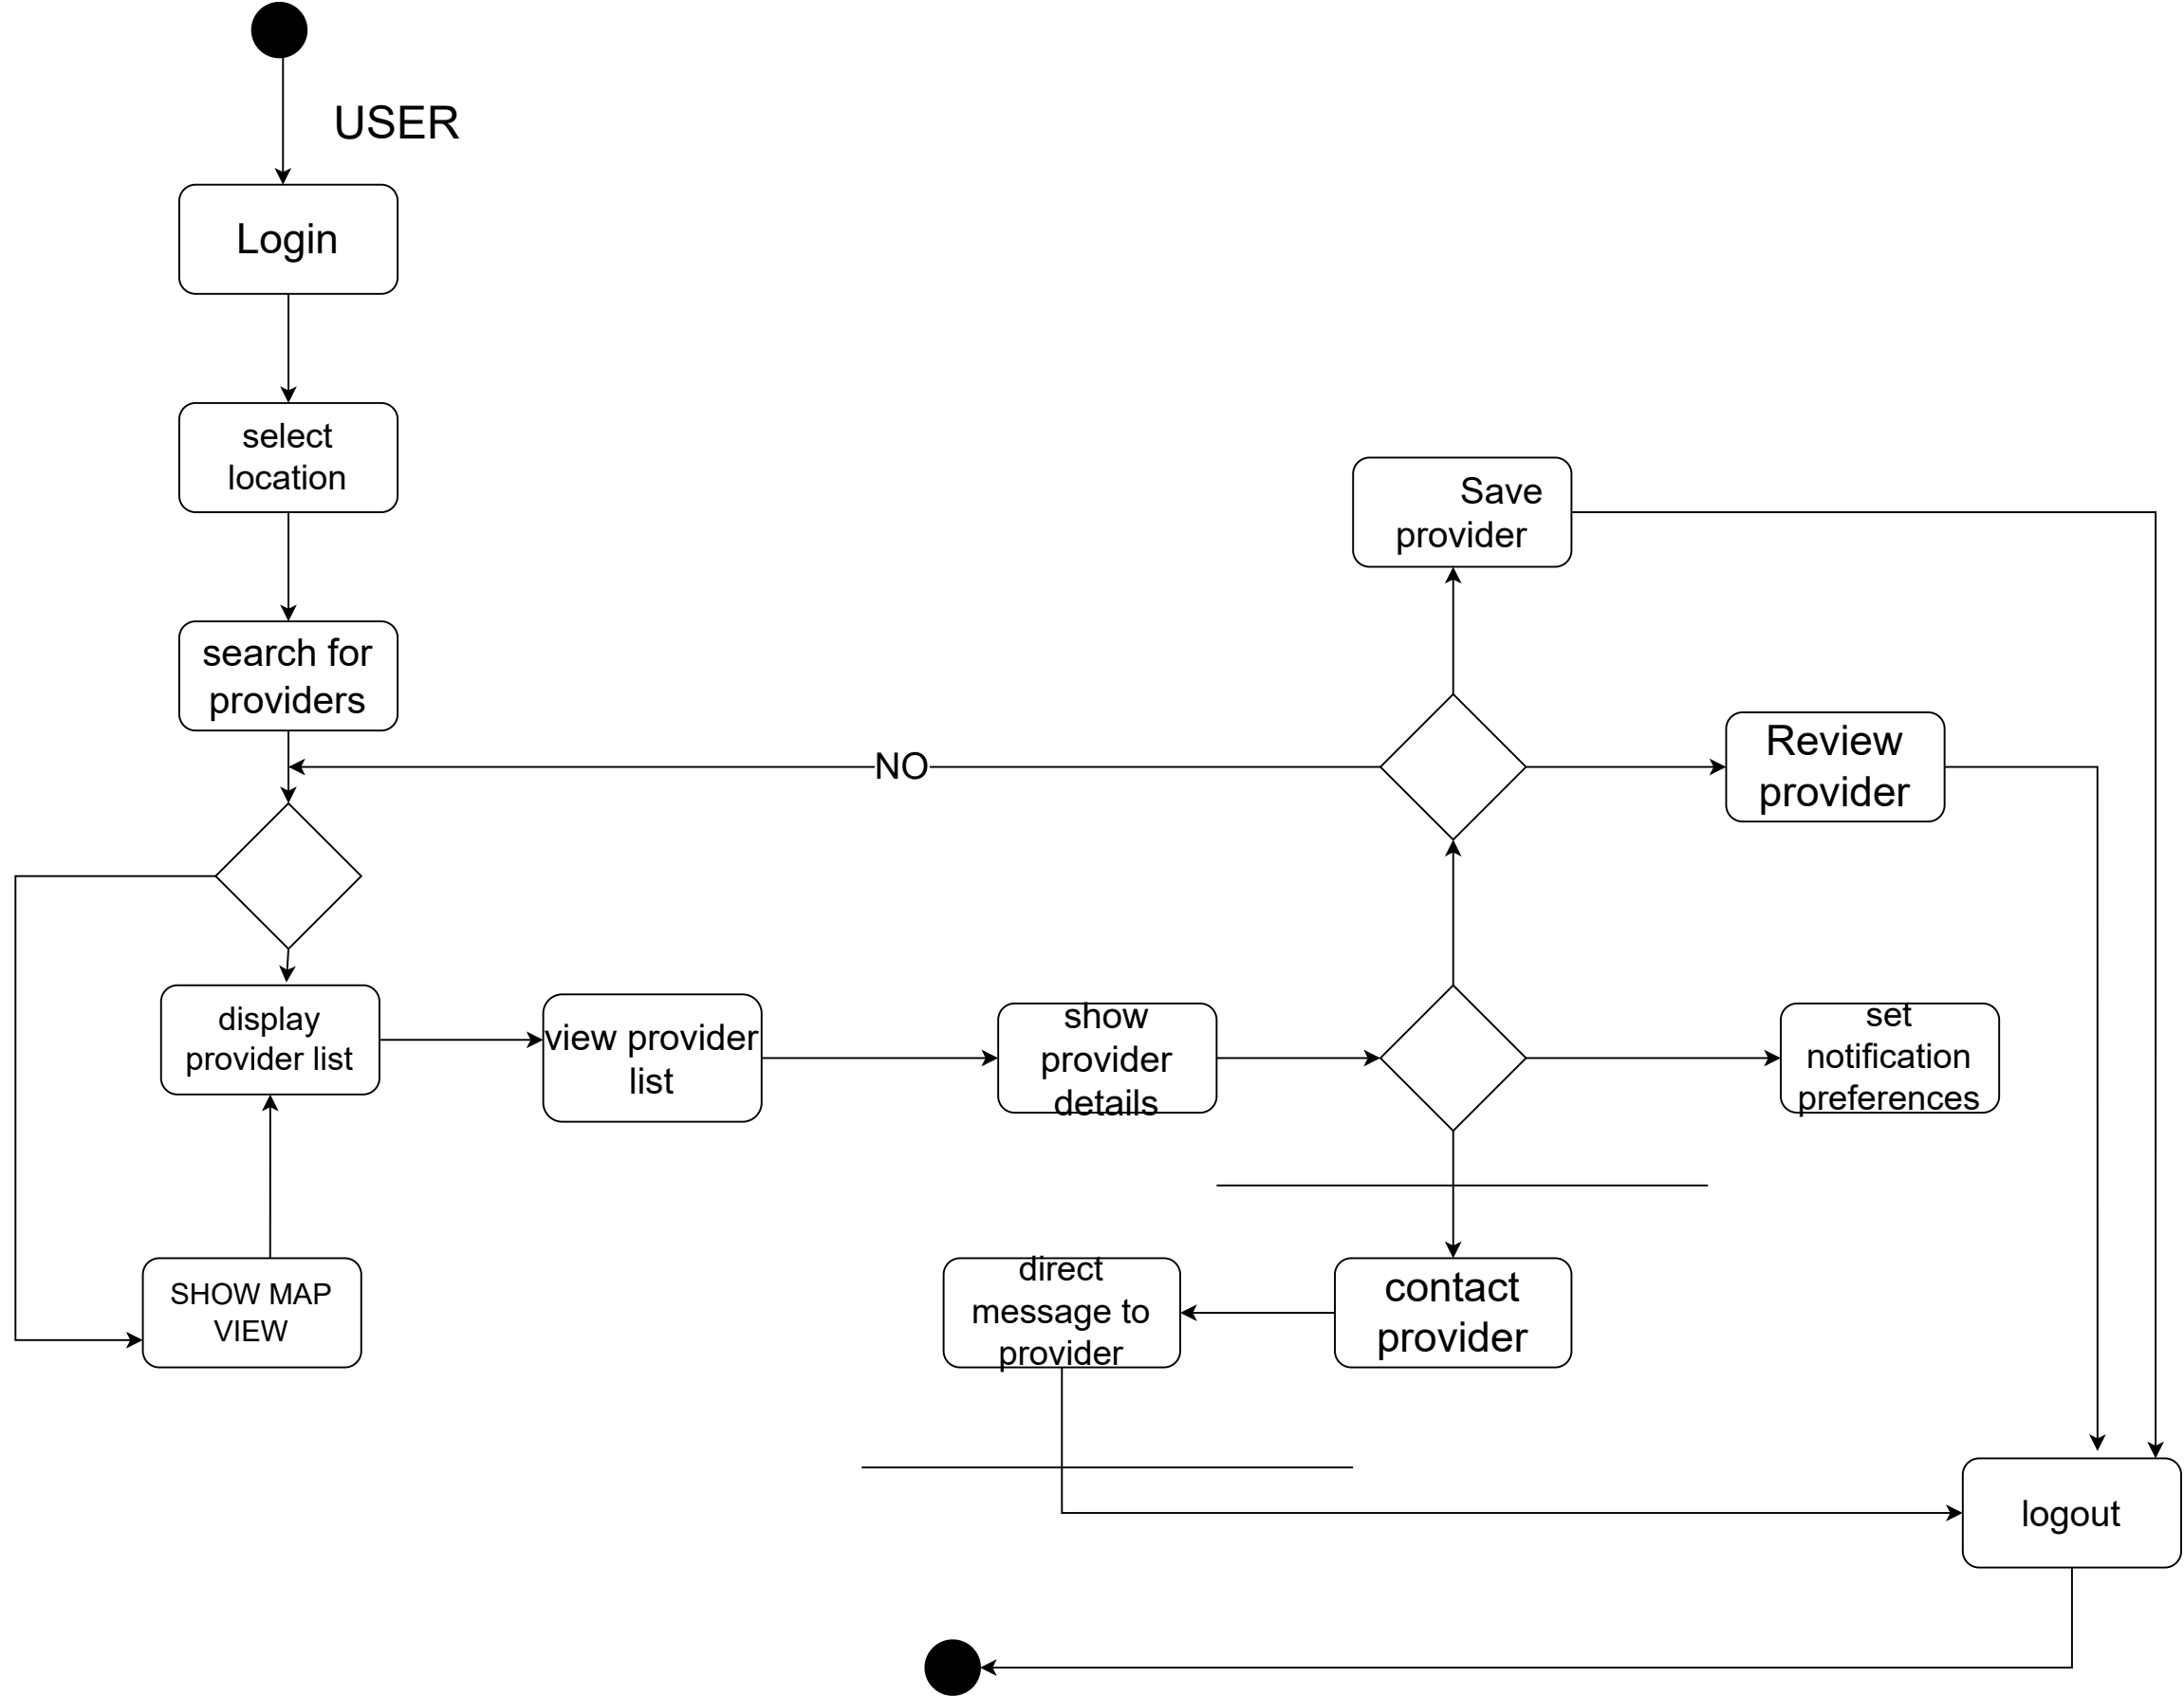 USER
Login
select
location
search for
providers
Save
provider
NO
Review
provider
display
provider list
view provider
list
show
provider
details
set
notification
preferences
SHOW MAP
VIEW
direct
message to
provider
contact
provider
logout